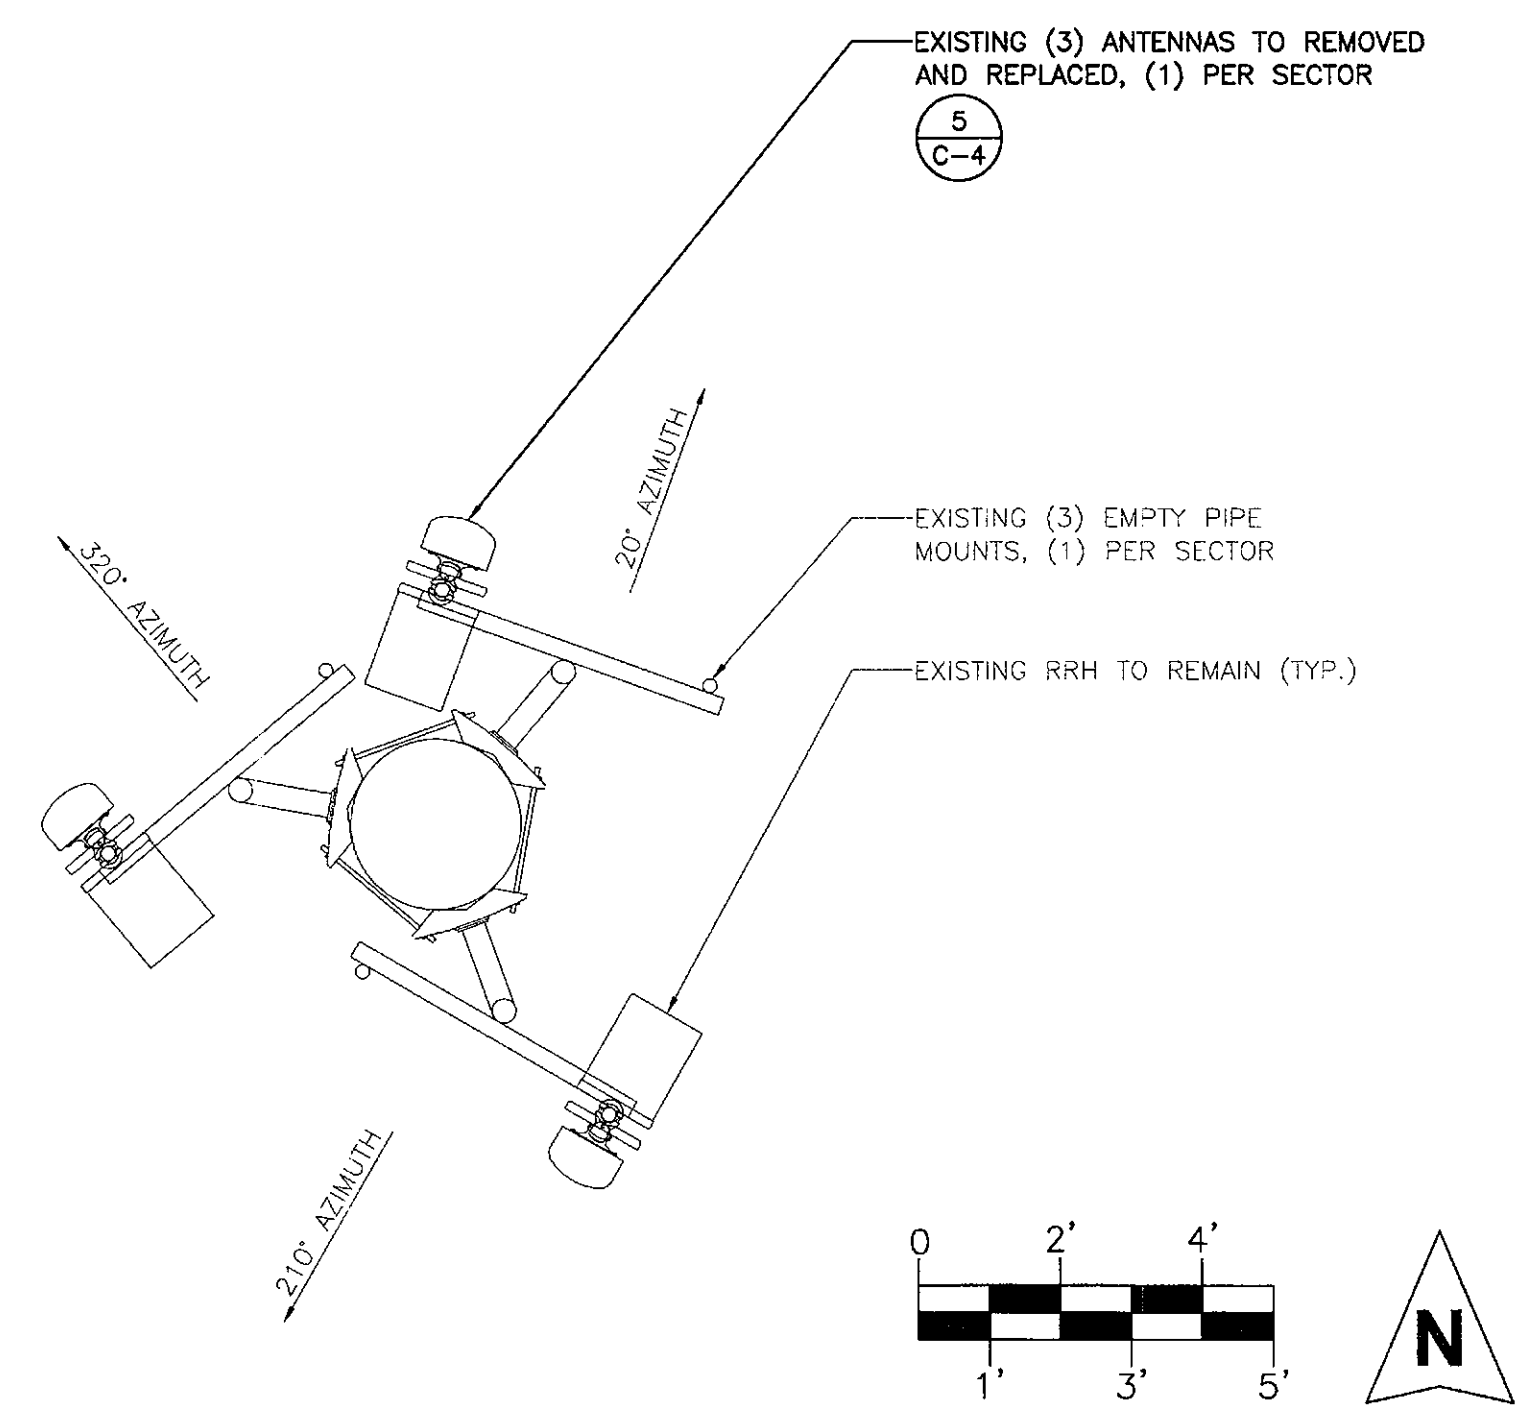 EXISTING (3) ANTENNAS TO REMOVED
AND REPLACED, (1) PER SECTOR
5
C-4
20° AZIMUTH
320° AZIMUTH
EXISTING (3) EMPTY PIPE
MOUNTS, (1) PER SECTOR
EXISTING RRH TO REMAIN (TYP.)
210° AZIMUTH
0 2' 4'
1' 3' 5'
N